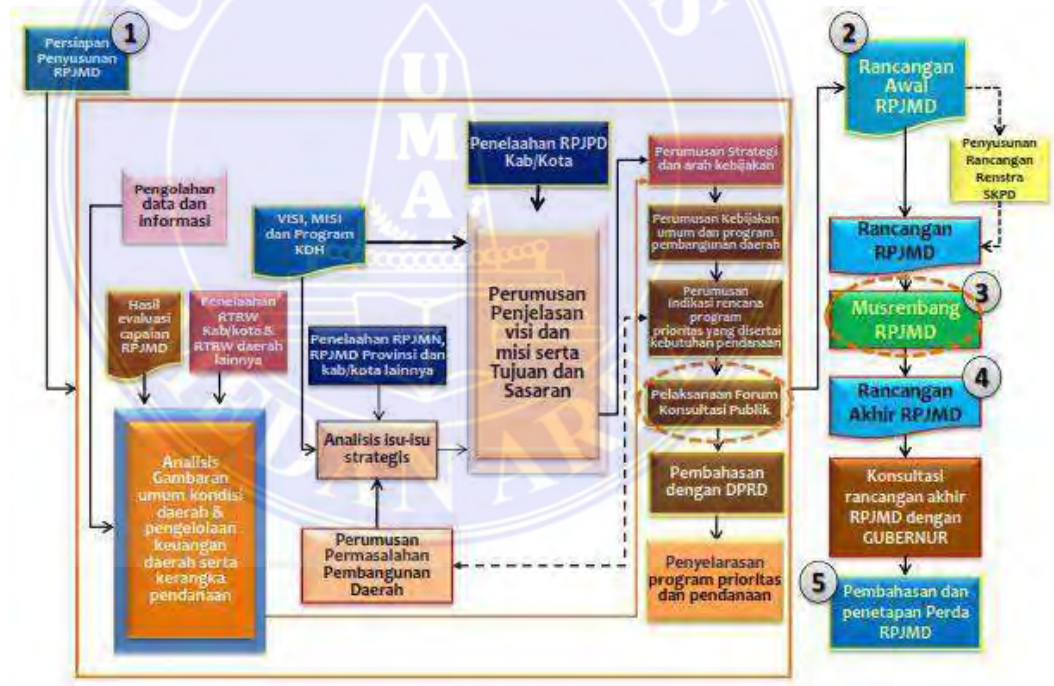 1
Persiapan
Penyusunan
RPJMD
Pengolahan
data dan
informasi
VISI, MISI
dan Program
KDH
Penelaahan RPJPD
Kab/Kota
Hasil
evaluasi
capaian
RPJMD
Penelaahan
RTRW
Kab/kota &
RTRW daerah
lainnya
Penelaahan RPJMN,
RPJMD Provinsi dan
kab/kota lainnya
Analisis isu-isu
strategis
Perumusan
Permasalahan
Pembangunan
Daerah
Analisis
Gambaran
umum kondisi
daerah &
pengelolaan
keuangan
daerah serta
kerangka
pendanaan
Perumusan
Penjelasan
visi dan
misi serta
Tujuan dan
Sasaran
Perumusan Strategi
dan arah kebijakan
Perumusan Kebijakan
umum dan program
pembangunan daerah
Perumusan
Indikasi rencana
program
prioritas yang disertai
kebutuhan pendanaan
Pelaksanaan Forum
Konsultasi Publik
Pembahasan
dengan DPRD
Penyelarasan
program prioritas
dan pendanaan
2
Rancangan
Awal
RPJMD
Penyusunan
Rancangan
Renstra
SKPD
Rancangan
RPJMD
3
Musrenbang
RPJMD
4
Rancangan
Akhir RPJMD
Konsultasi
rancangan akhir
RPJMD dengan
GUBERNUR
5
Pembahasan dan
penetapan Perda
RPJMD
UMA